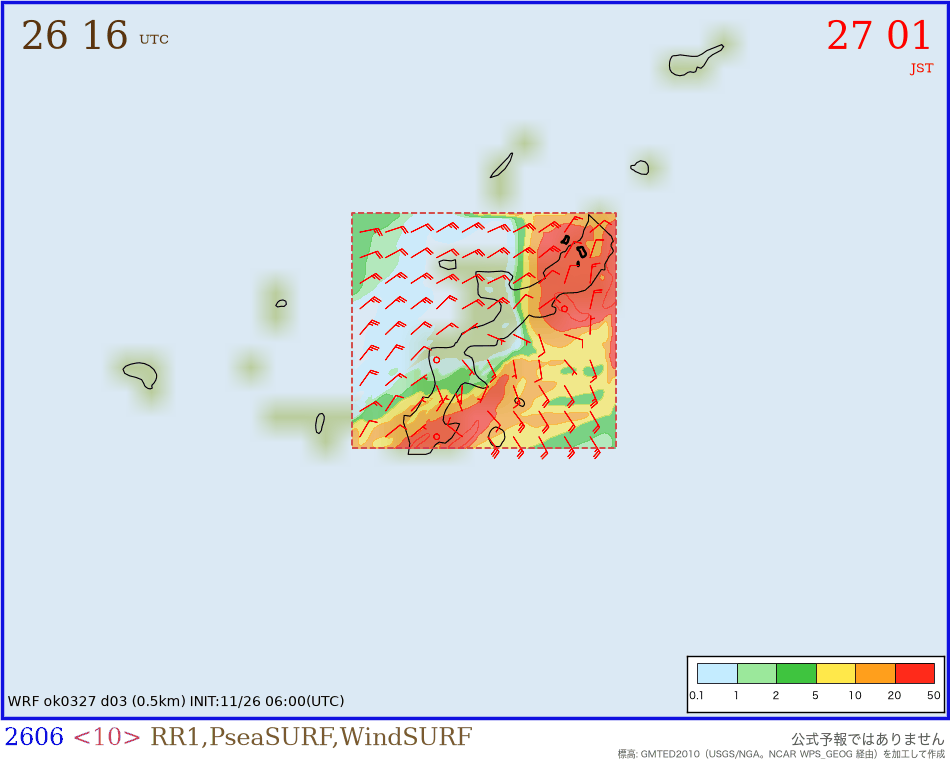 26 16 UTC
27 01
JST
0.1 1 2 5 10 20 50
WRF ok0327 d03 (0.5km) INIT:11/26 06:00(UTC)
2606 <10> RR1,PseaSURF,WindSURF
公式予報ではありません
標高: GMTED2010（USGS/NGA。NCAR WPS_GEOG 経由）を加工して作成